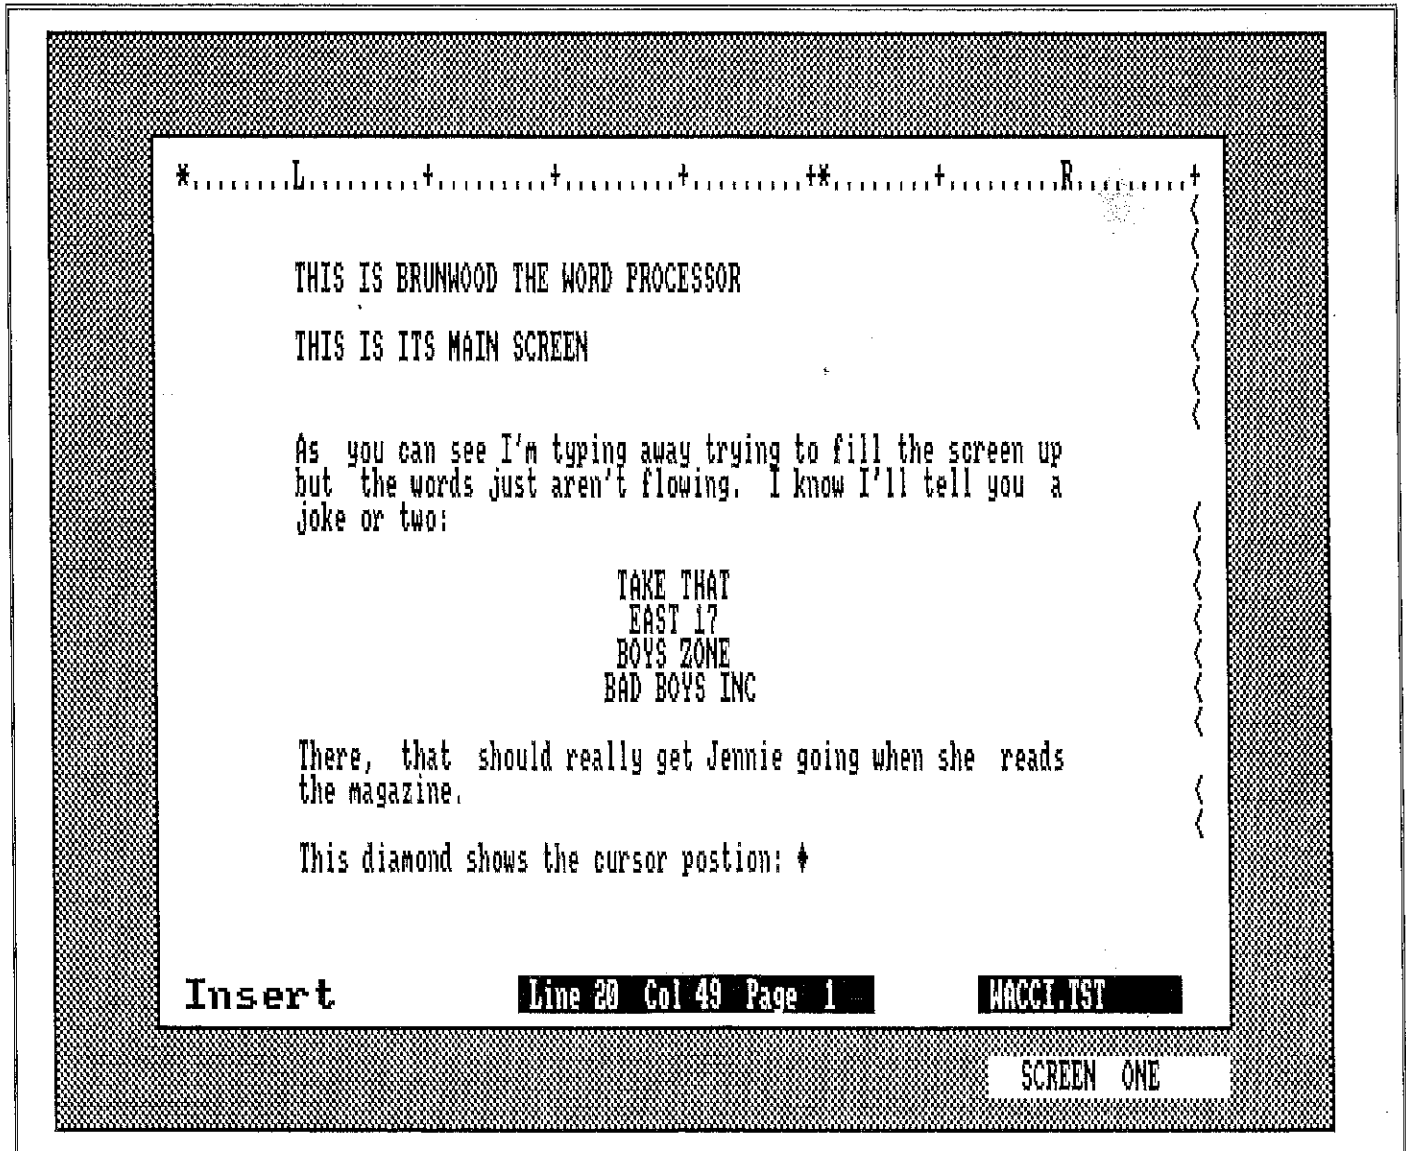 *........L.........+.........+.........+.........+*........+.........R.........+
THIS IS BRUNWOOD THE WORD PROCESSOR
THIS IS ITS MAIN SCREEN
As  you can see I'm typing away trying to fill the screen up
but  the words just aren't flowing.  I know I'll tell you  a
joke or two:
TAKE THAT
EAST 17
BOYS ZONE
BAD BOYS INC
There,  that  should really get Jennie going when she  reads
the magazine.
This diamond shows the cursor postion: ♦
Insert
Line 20  Col 49  Page  1
WACCI.TST
SCREEN  ONE